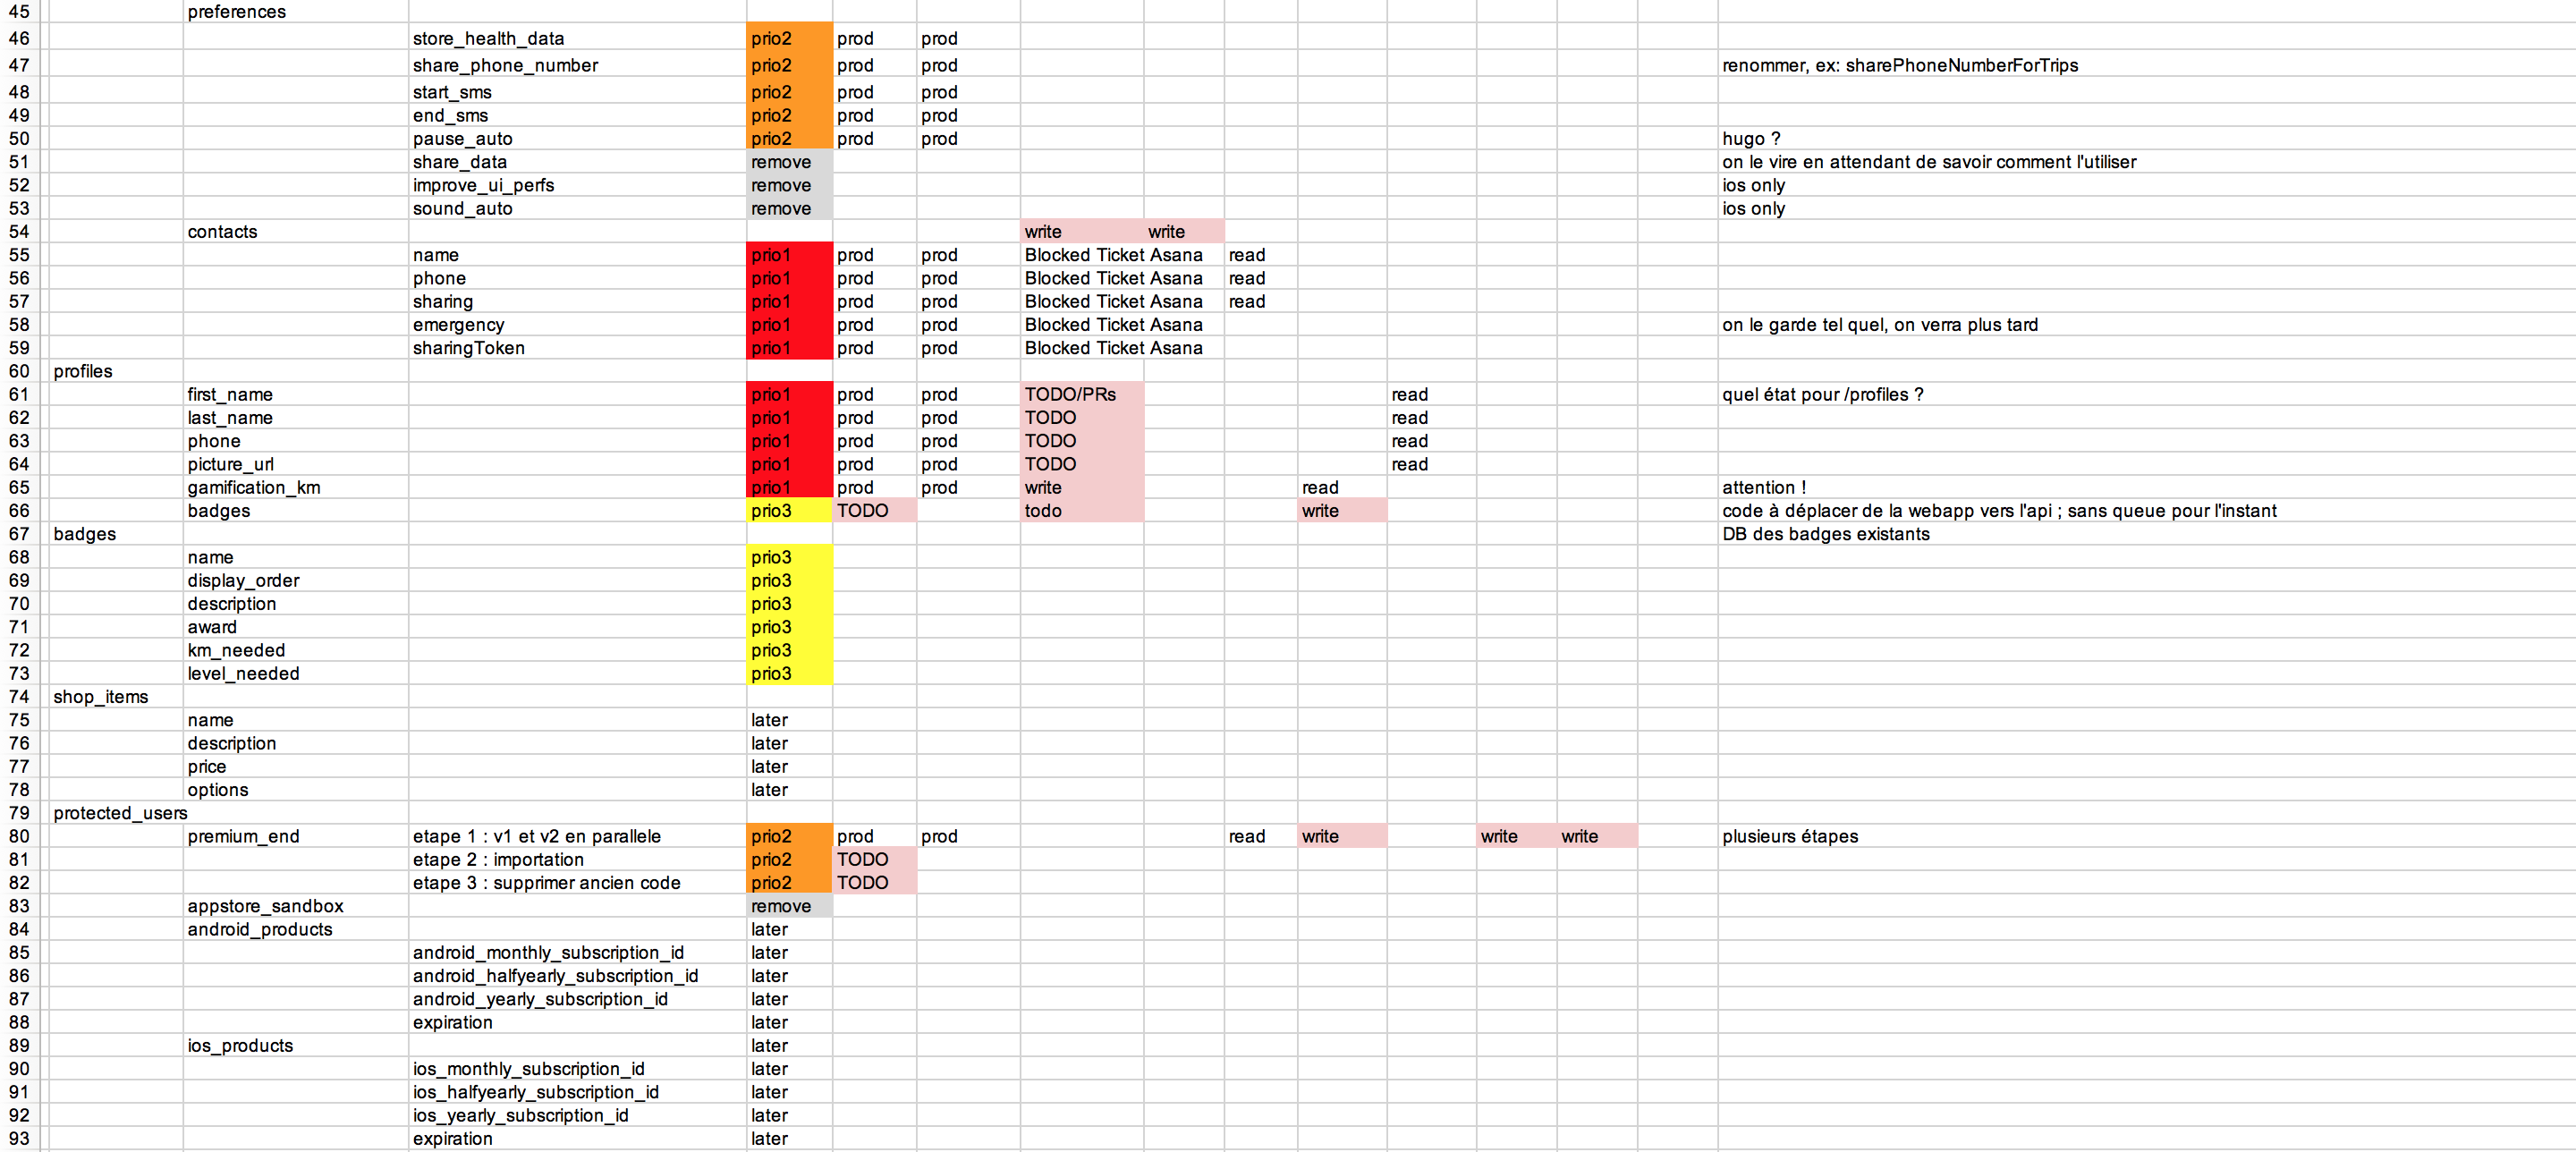 45 preferences
46 store_health_data prio2 prod prod
47 share_phone_number prio2 prod prod renommer, ex: sharePhoneNumberForTrips
48 start_sms prio2 prod prod
49 end_sms prio2 prod prod
50 pause_auto prio2 prod prod hugo ?
51 share_data remove on le vire en attendant de savoir comment l'utiliser
52 improve_ui_perfs remove ios only
53 sound_auto remove ios only
54 contacts write write
55 name prio1 prod prod Blocked Ticket Asana read
56 phone prio1 prod prod Blocked Ticket Asana read
57 sharing prio1 prod prod Blocked Ticket Asana read
58 emergency prio1 prod prod Blocked Ticket Asana on le garde tel quel, on verra plus tard
59 sharingToken prio1 prod prod Blocked Ticket Asana
60 profiles
61 first_name prio1 prod prod TODO/PRs read quel état pour /profiles ?
62 last_name prio1 prod prod TODO read
63 phone prio1 prod prod TODO read
64 picture_url prio1 prod prod TODO read
65 gamification_km prio1 prod prod write read attention !
66 badges prio3 TODO todo write code à déplacer de la webapp vers l'api ; sans queue pour l'instant
67 badges DB des badges existants
68 name prio3
69 display_order prio3
70 description prio3
71 award prio3
72 km_needed prio3
73 level_needed prio3
74 shop_items
75 name later
76 description later
77 price later
78 options later
79 protected_users
80 premium_end etape 1 : v1 et v2 en parallele prio2 prod prod read write write write plusieurs étapes
81 etape 2 : importation prio2 TODO
82 etape 3 : supprimer ancien code prio2 TODO
83 appstore_sandbox remove
84 android_products later
85 android_monthly_subscription_id later
86 android_halfyearly_subscription_id later
87 android_yearly_subscription_id later
88 expiration later
89 ios_products later
90 ios_monthly_subscription_id later
91 ios_halfyearly_subscription_id later
92 ios_yearly_subscription_id later
93 expiration later